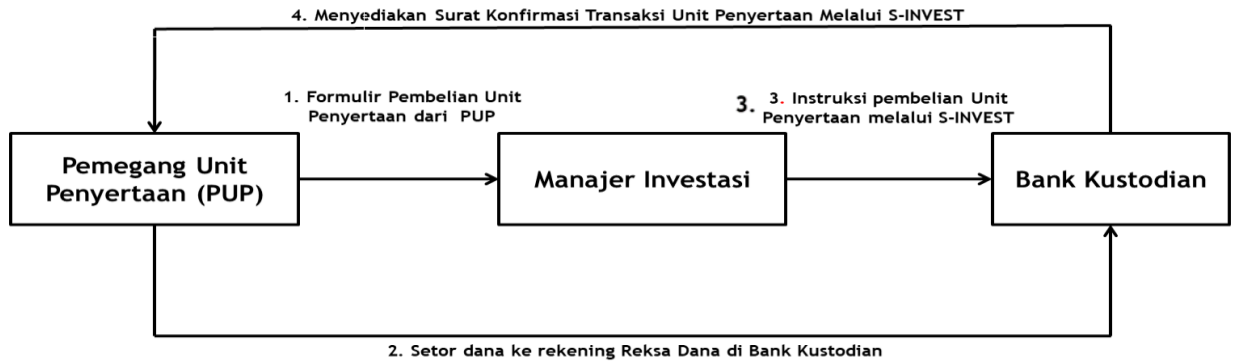 4. Menyediakan Surat Konfirmasi Transaksi Unit Penyertaan Melalui S-INVEST
1. Formulir Pembelian Unit
Penyertaan dari PUP
3. 3. Instruksi pembelian Unit
Penyertaan melalui S-INVEST
Pemegang Unit
Penyertaan (PUP)
Manajer Investasi
Bank Kustodian
2. Setor dana ke rekening Reksa Dana di Bank Kustodian